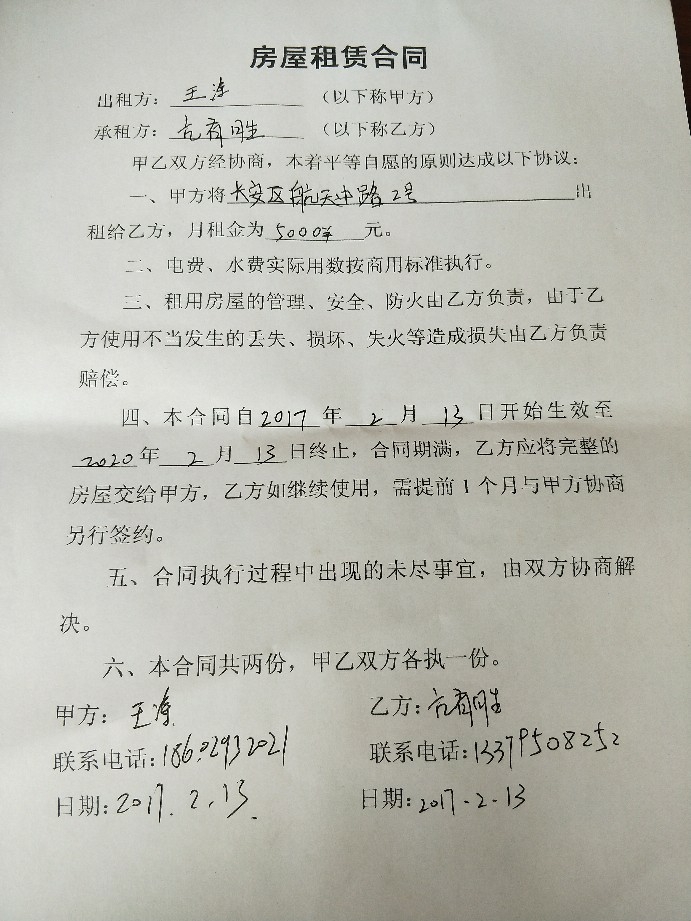 房屋租赁合同
出租方：王涛（以下称甲方）
承租方：（以下称乙方）
甲乙双方经协商，本着平等自愿的原则达成以下协议：
一、甲方将长安区航天中路2号出
租给乙方，月租金为5000元。
二、电费、水费实际用数按商用标准执行。
三、租用房屋的管理、安全、防火由乙方负责，由于乙
方使用不当发生的丢失、损坏、失火等造成损失由乙方负责
赔偿。
四、本合同自2017年2月13日开始生效至
2020年2月13日终止，合同期满，乙方应将完整的
房屋交给甲方，乙方如继续使用，需提前1个月与甲方协商
另行签约。
五、合同执行过程中出现的未尽事宜，由双方协商解
决。
六、本合同共两份，甲乙双方各执一份。
甲方：王涛 乙方：
联系电话：18602932021 联系电话：13379508252
日期：2017.2.13. 日期：2017-2-13